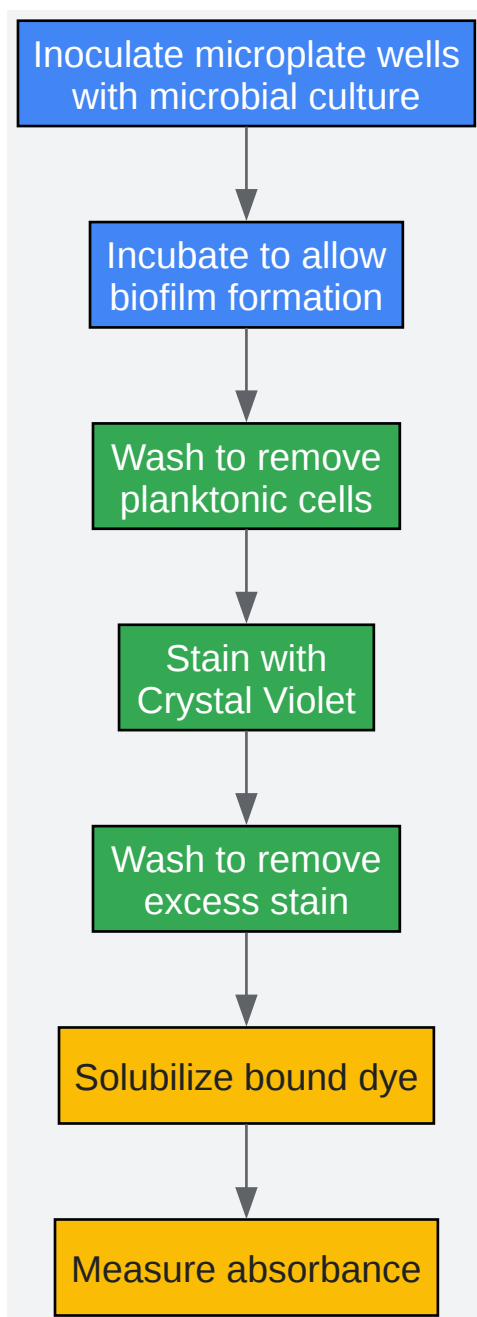 Inoculate microplate wells
with microbial culture
Incubate to allow
biofilm formation
Wash to remove
planktonic cells
Stain with
Crystal Violet
Wash to remove
excess stain
Solubilize bound dye
Measure absorbance